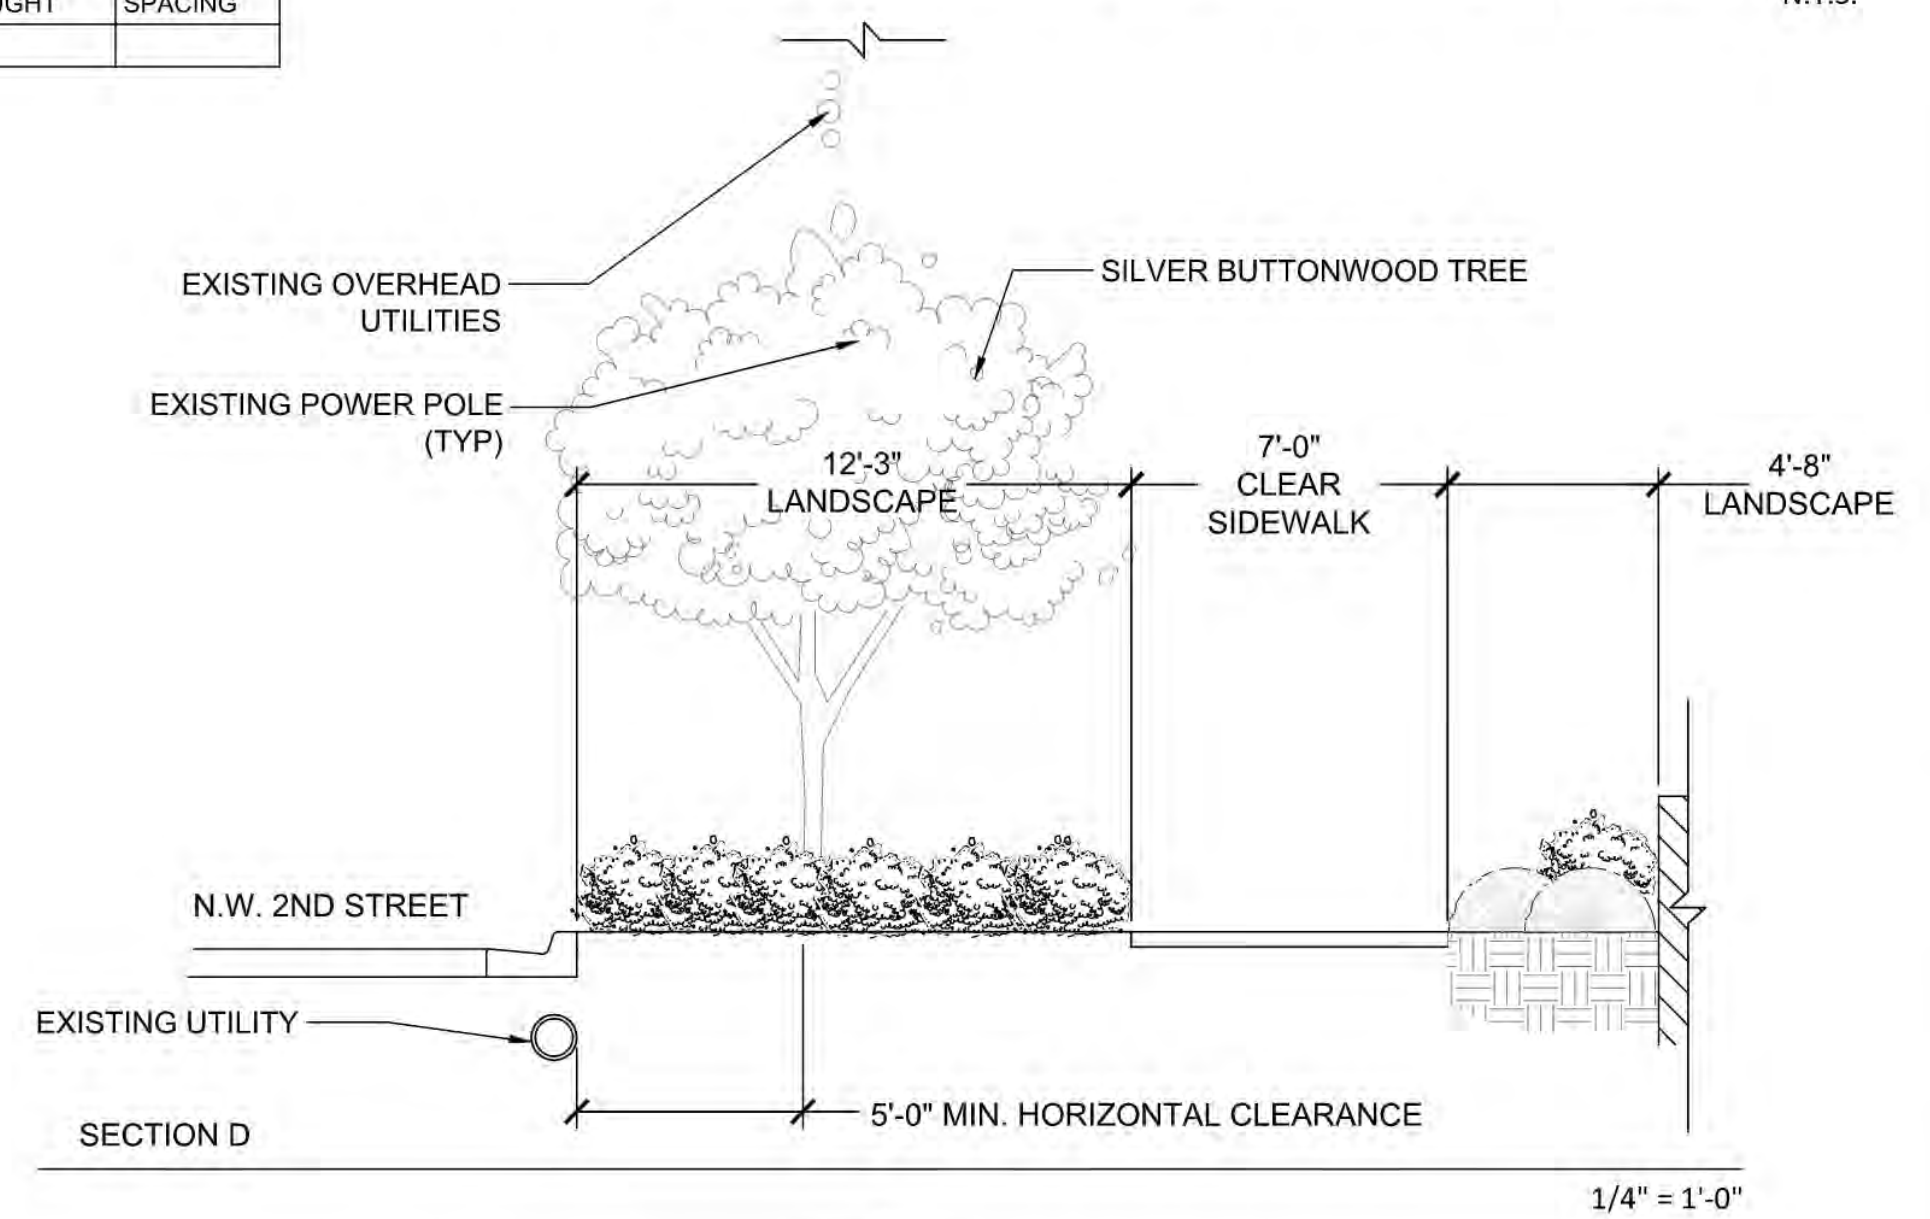 SPACING
N.T.S.
EXISTING OVERHEAD
UTILITIES
SILVER BUTTONWOOD TREE
EXISTING POWER POLE
(TYP)
12'-3"
LANDSCAPE
7'-0"
CLEAR
SIDEWALK
4'-8"
LANDSCAPE
N.W. 2ND STREET
EXISTING UTILITY
5'-0" MIN. HORIZONTAL CLEARANCE
SECTION D
1/4" = 1'-0"